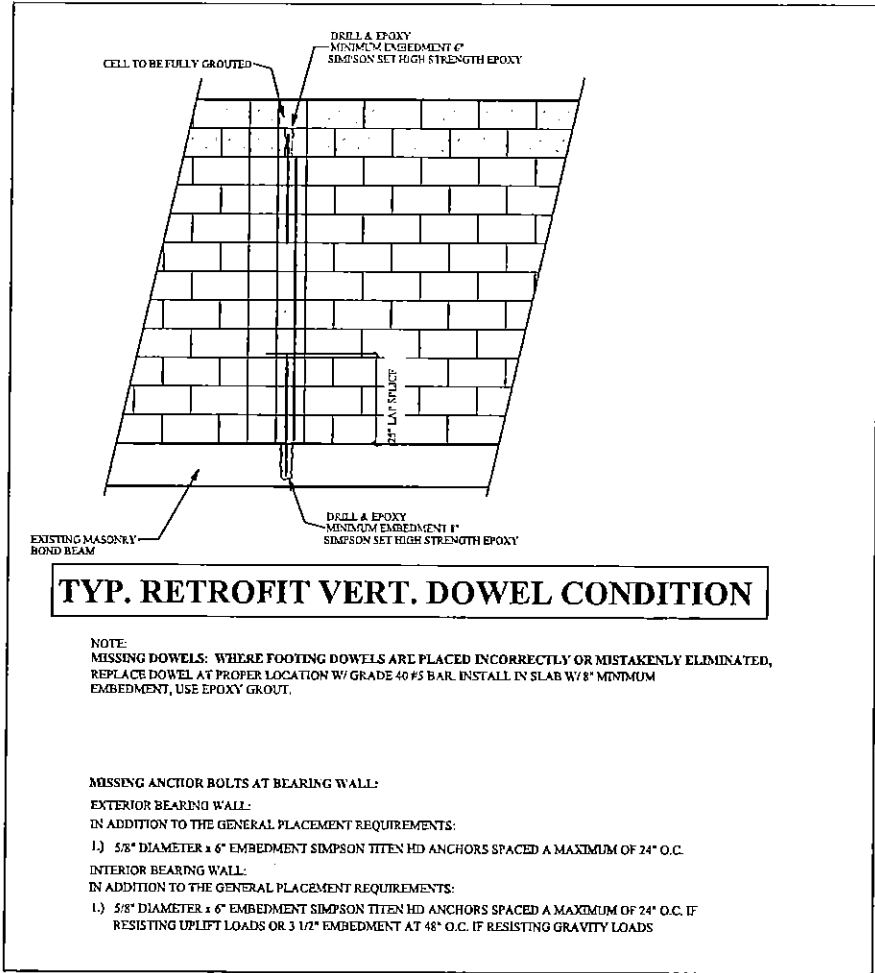 DRILL & EPOXY
MINIMUM EMBEDMENT 6"
SIMPSON SET HIGH STRENGTH EPOXY
CELL TO BE FULLY GROUTED
25" LAP SPLICE
DRILL & EPOXY
MINIMUM EMBEDMENT 8"
SIMPSON SET HIGH STRENGTH EPOXY
EXISTING MASONRY
BOND BEAM
TYP. RETROFIT VERT. DOWEL CONDITION
NOTE:
MISSING DOWELS: WHERE FOOTING DOWELS ARE PLACED INCORRECTLY OR MISTAKENLY ELIMINATED,
REPLACE DOWEL AT PROPER LOCATION W/ GRADE 40 #5 BAR. INSTALL IN SLAB W/ 8" MINIMUM
EMBEDMENT, USE EPOXY GROUT.
MISSING ANCHOR BOLTS AT BEARING WALL:
EXTERIOR BEARING WALL:
IN ADDITION TO THE GENERAL PLACEMENT REQUIREMENTS:
1.) 5/8" DIAMETER x 6" EMBEDMENT SIMPSON TITEN HD ANCHORS SPACED A MAXIMUM OF 24" O.C.
INTERIOR BEARING WALL:
IN ADDITION TO THE GENERAL PLACEMENT REQUIREMENTS:
1.) 5/8" DIAMETER x 6" EMBEDMENT SIMPSON TITEN HD ANCHORS SPACED A MAXIMUM OF 24" O.C. IF
RESISTING UPLIFT LOADS OR 3 1/2" EMBEDMENT AT 48" O.C. IF RESISTING GRAVITY LOADS